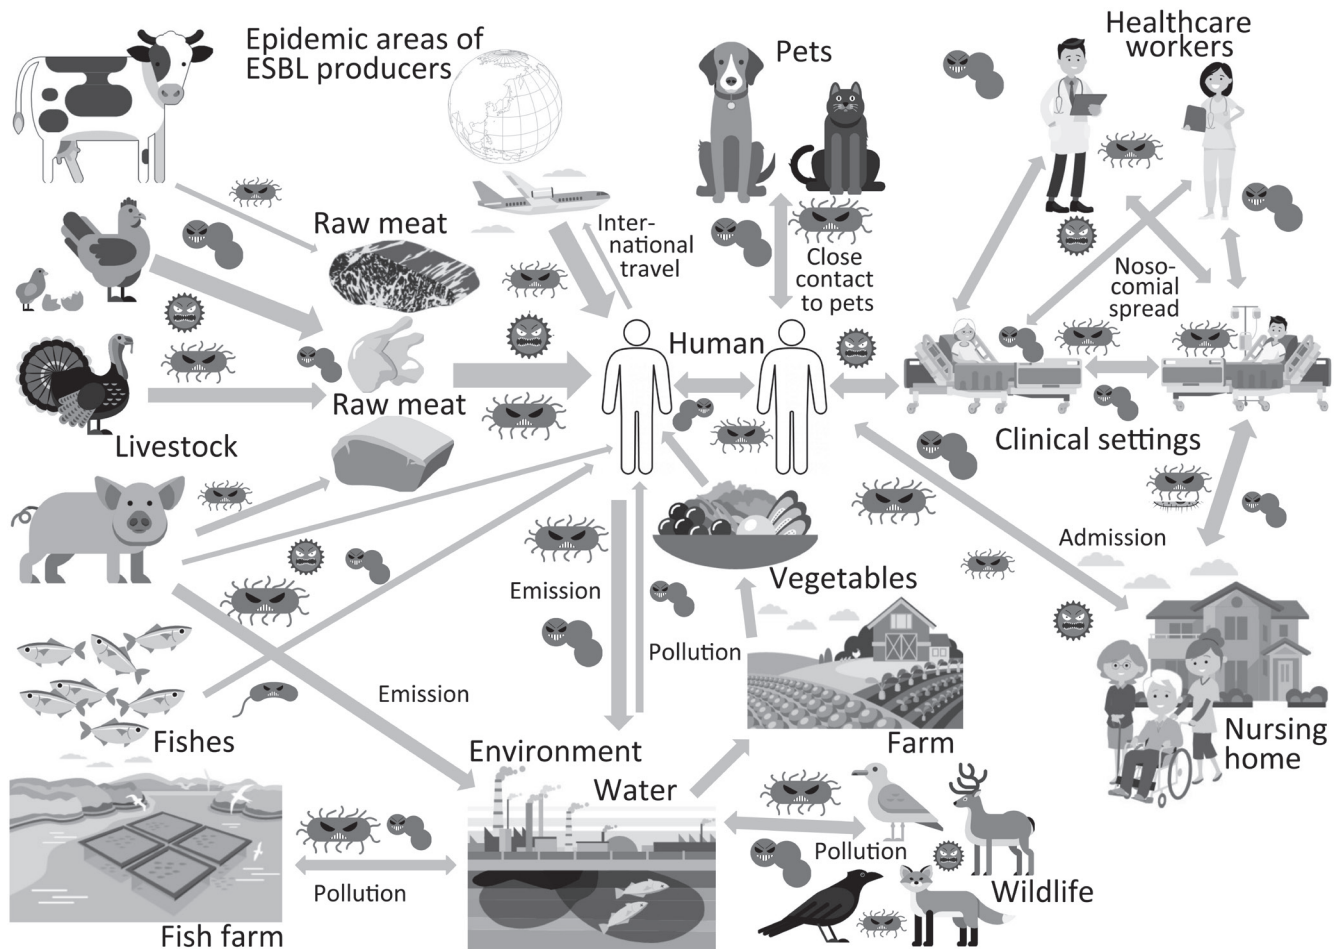 Epidemic areas of
ESBL producers
Pets
Healthcare
workers
Raw meat
Inter-
national
travel
Close
contact
to pets
Noso-
comial
spread
Human
Raw meat
Livestock
Clinical settings
Admission
Emission
Vegetables
Pollution
Emission
Fishes
Environment
Water
Farm
Nursing
home
Pollution
Pollution
Wildlife
Fish farm